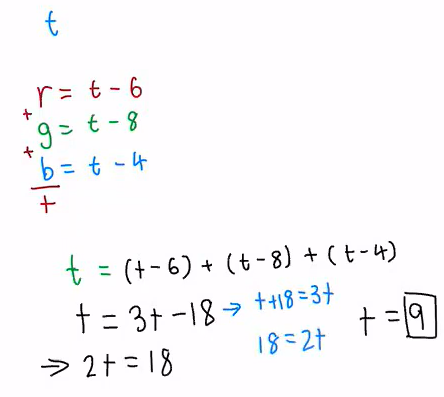 t
r = t - 6
+ g = t - 8
+ b = t - 4
t
t = (t-6) + (t-8) + (t-4)
t = 3t - 18 → t+18=3t
18=2t
t = 9
⇒ 2t = 18